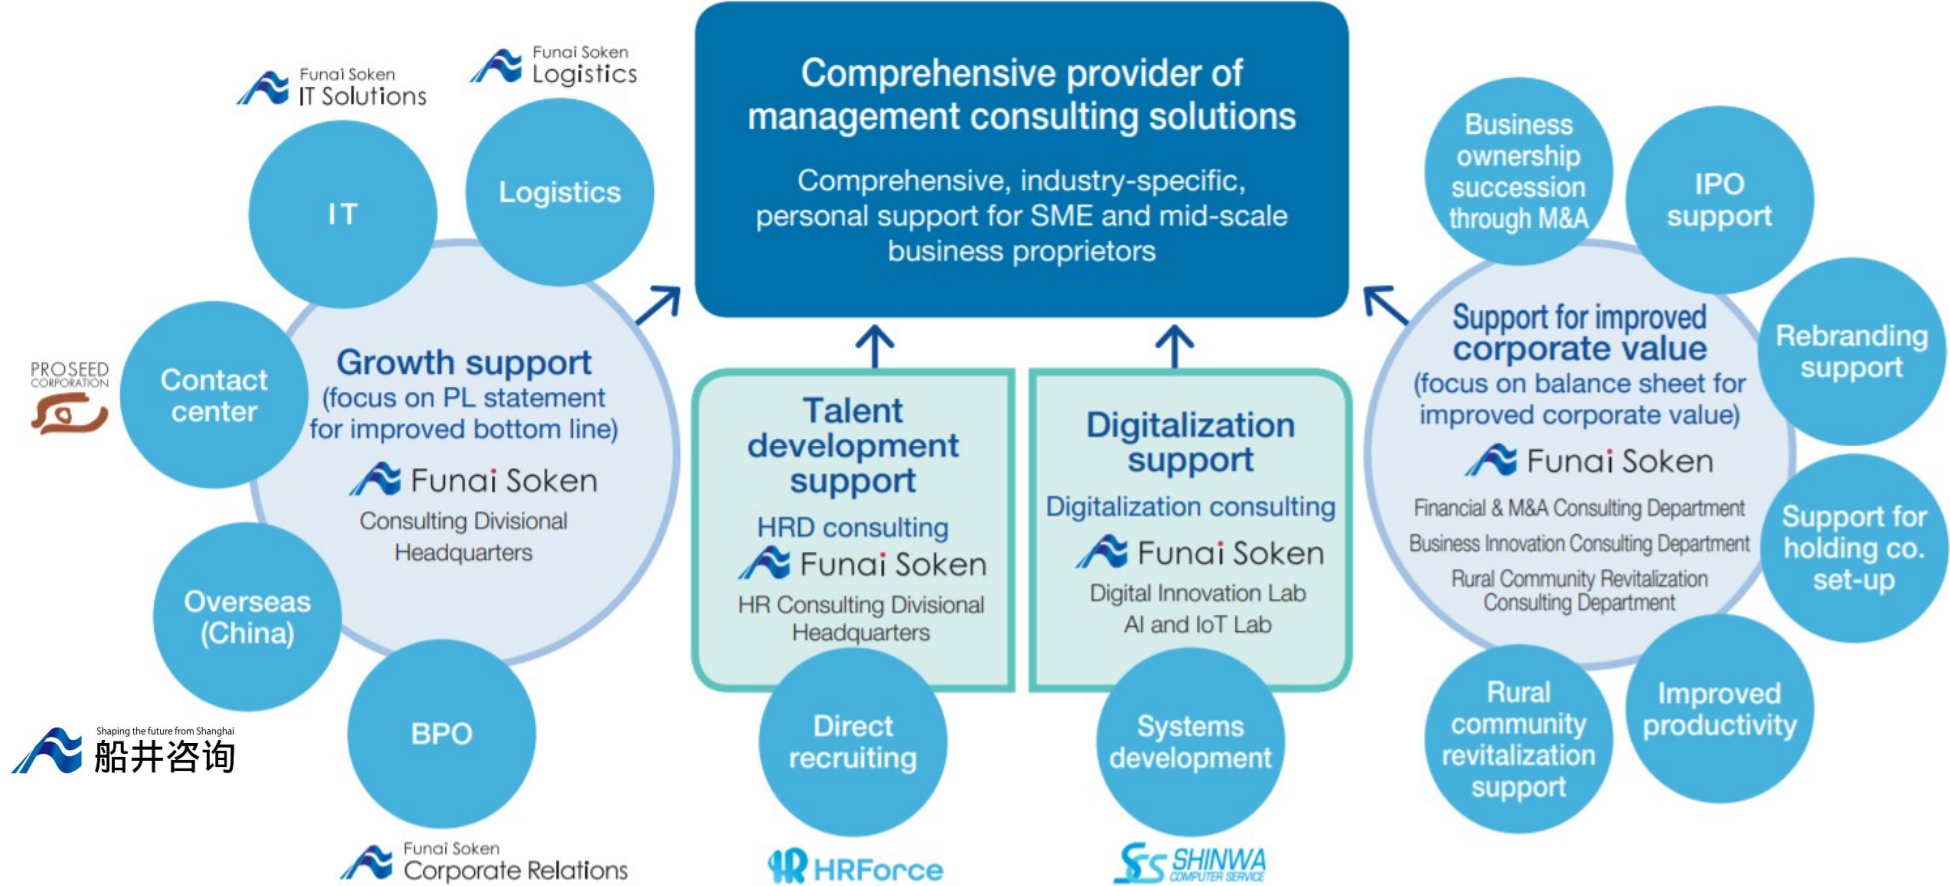 Funai Soken
IT Solutions
Funai Soken
Logistics
IT
Logistics
PROSEED
CORPORATION
Contact
center
Growth support
(focus on PL statement
for improved bottom line)
Funai Soken
Consulting Divisional
Headquarters
Overseas
(China)
Shaping the future from Shanghai
船井咨询
BPO
Funai Soken
Corporate Relations
Comprehensive provider of
management consulting solutions
Comprehensive, industry-specific,
personal support for SME and mid-scale
business proprietors
Talent
development
support
HRD consulting
Funai Soken
HR Consulting Divisional
Headquarters
Direct
recruiting
HRForce
Digitalization
support
Digitalization consulting
Funai Soken
Digital Innovation Lab
AI and IoT Lab
Systems
development
SCS SHINWA
COMPUTER SERVICE
Business
ownership
succession
through M&A
IPO
support
Rebranding
support
Support for improved
corporate value
(focus on balance sheet for
improved corporate value)
Funai Soken
Financial & M&A Consulting Department
Business Innovation Consulting Department
Rural Community Revitalization
Consulting Department
Support for
holding co.
set-up
Improved
productivity
Rural
community
revitalization
support